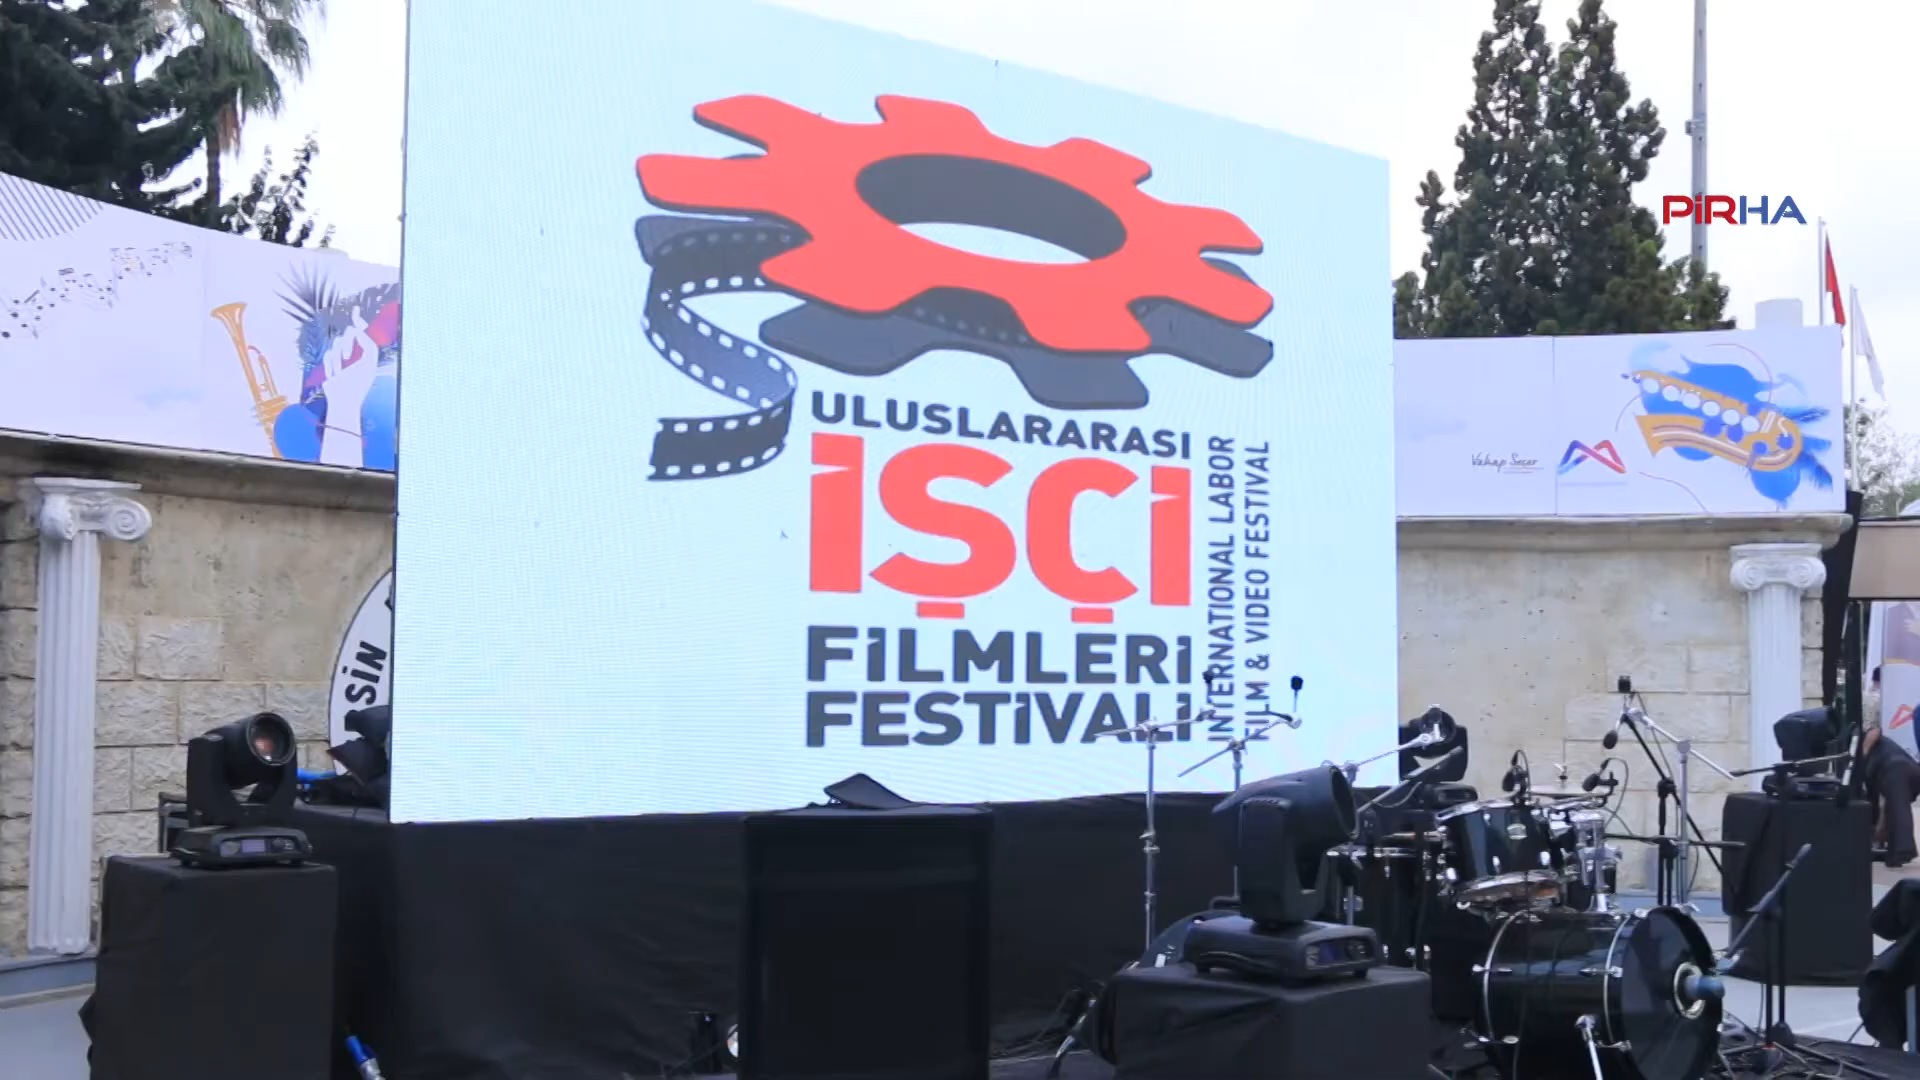 PİRHA
ULUSLARARASI
İŞÇİ
FİLMLERİ
FESTİVALİ
INTERNATIONAL LABOR
FILM & VIDEO FESTIVAL
Vahap Seçer